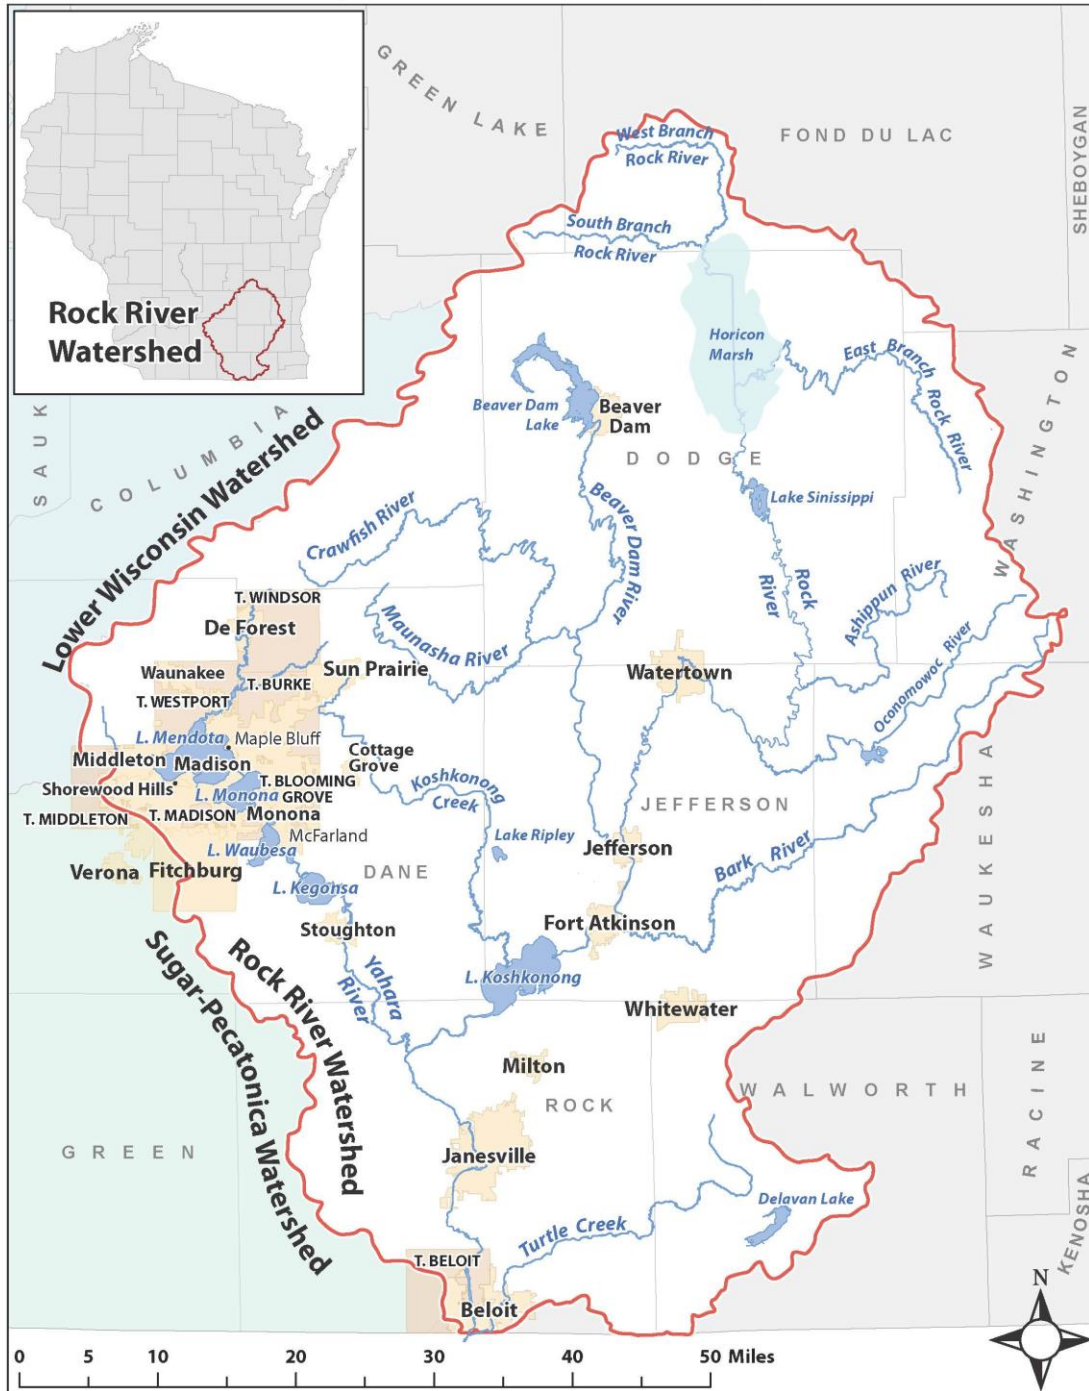 Rock River
Watershed
GREEN LAKE
FOND DU LAC
SHEBOYGAN
West Branch
Rock River
South Branch
Rock River
Horicon
Marsh
East Branch Rock River
Beaver Dam
Lake
Beaver
Dam
DODGE
SAUK
COLUMBIA
Lower Wisconsin Watershed
WASHINGTON
Lake Sinissippi
Crawfish River
Beaver Dam River
Rock River
Ashippun River
Maunasha River
Oconomowoc River
T. WINDSOR
De Forest
Sun Prairie
Waunakee
T. BURKE
T. WESTPORT
Watertown
L. Mendota
Maple Bluff
Middleton
Madison
Cottage
Grove
Shorewood Hills
L. Monona
T. BLOOMING
GROVE
T. MIDDLETON
T. MADISON
Monona
Koshkonong
Creek
JEFFERSON
WAUKESHA
McFarland
Lake Ripley
Jefferson
Bark River
L. Waubesa
Verona
Fitchburg
DANE
L. Kegonsa
Stoughton
Fort Atkinson
L. Koshkonong
Yahara
River
Whitewater
Sugar-Pecatonica Watershed
Rock River Watershed
Milton
ROCK
WALWORTH
RACINE
GREEN
Janesville
Delavan Lake
KENOSHA
Turtle Creek
T. BELOIT
Beloit
N
0 5 10 20 30 40 50 Miles